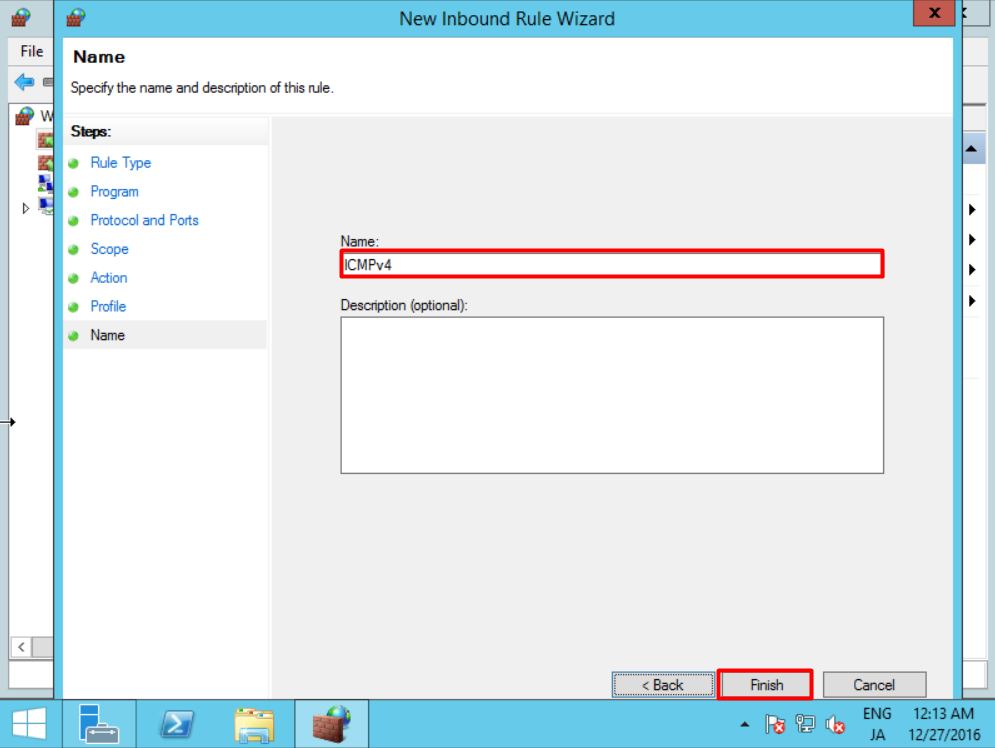 New Inbound Rule Wizard
File
Name
Specify the name and description of this rule.
W
Steps:
Rule Type
Program
Protocol and Ports
Scope
Action
Profile
Name
Name:
ICMPv4
Description (optional):
< Back
Finish
Cancel
ENG
12:13 AM
JA
12/27/2016